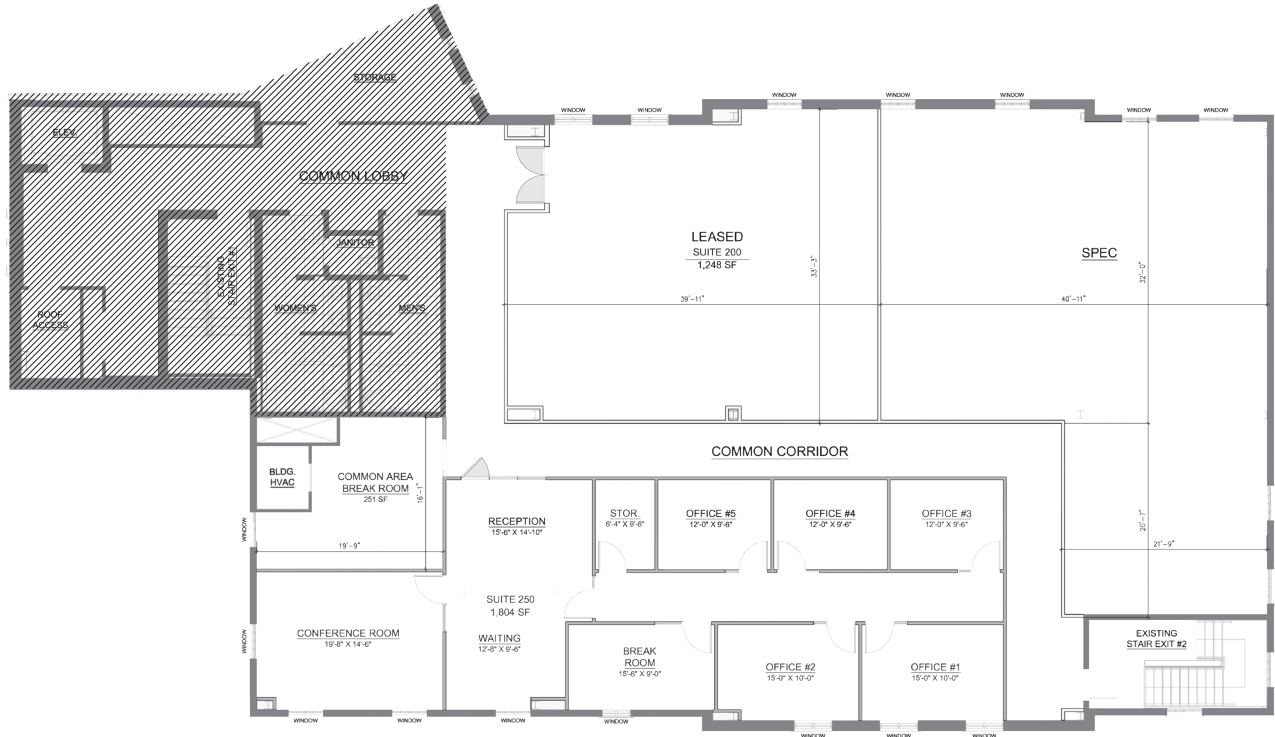 STORAGE
WINDOW
WINDOW
WINDOW
WINDOW
WINDOW
WINDOW
WINDOW
ELEV.
COMMON LOBBY
JANITOR
EXISTING
STAIR EXIT #1
ROOF
ACCESS
WOMEN'S
MEN'S
LEASED
SUITE 200
1,248 SF
33'-3"
39'-11"
SPEC
32'-0"
40'-11"
COMMON CORRIDOR
BLDG.
HVAC
COMMON AREA
BREAK ROOM
251 SF
16'-1"
19'-9"
WINDOW
RECEPTION
15'-6" X 14'-10"
STOR.
6'-4" X 9'-6"
OFFICE #5
12'-0" X 9'-6"
OFFICE #4
12'-0" X 9'-6"
OFFICE #3
12'-0" X 9'-6"
20'-7"
21'-9"
SUITE 250
1,804 SF
WAITING
12'-8" X 9'-6"
CONFERENCE ROOM
19'-8" X 14'-6"
WINDOW
BREAK
ROOM
15'-6" X 9'-0"
OFFICE #2
15'-0" X 10'-0"
OFFICE #1
15'-0" X 10'-0"
EXISTING
STAIR EXIT #2
WINDOW
WINDOW
WINDOW
WINDOW
WINDOW
WINDOW
WINDOW